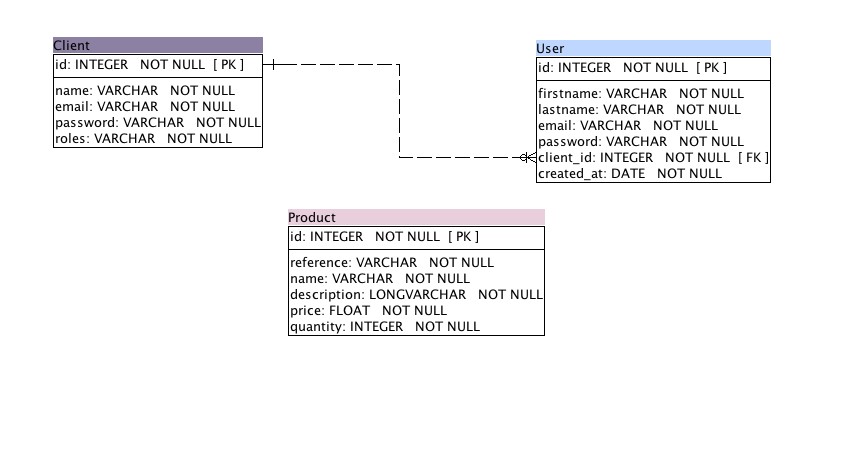 Client
id: INTEGER NOT NULL [ PK ]
name: VARCHAR NOT NULL
email: VARCHAR NOT NULL
password: VARCHAR NOT NULL
roles: VARCHAR NOT NULL
User
id: INTEGER NOT NULL [ PK ]
firstname: VARCHAR NOT NULL
lastname: VARCHAR NOT NULL
email: VARCHAR NOT NULL
password: VARCHAR NOT NULL
client_id: INTEGER NOT NULL [ FK ]
created_at: DATE NOT NULL
Product
id: INTEGER NOT NULL [ PK ]
reference: VARCHAR NOT NULL
name: VARCHAR NOT NULL
description: LONGVARCHAR NOT NULL
price: FLOAT NOT NULL
quantity: INTEGER NOT NULL